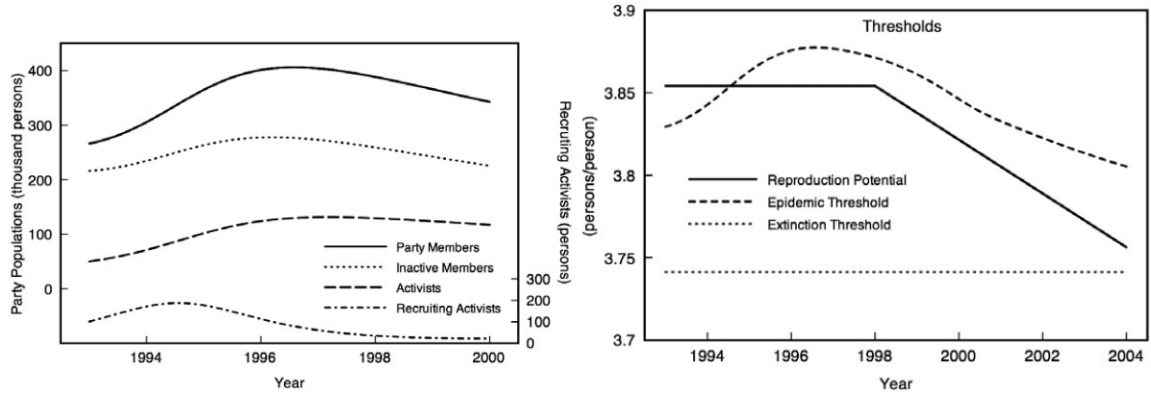 Party Populations (thousand persons)
400
300
200
100
0
Party Members
Inactive Members
Activists
Recruiting Activists
300
200
100
0
Recruting Activists (persons)
1994
1996
1998
2000
Year
Thresholds
(persons/person)
3.9
3.85
3.8
3.75
3.7
Reproduction Potential
Epidemic Threshold
Extinction Threshold
1994
1996
1998
2000
2002
2004
Year